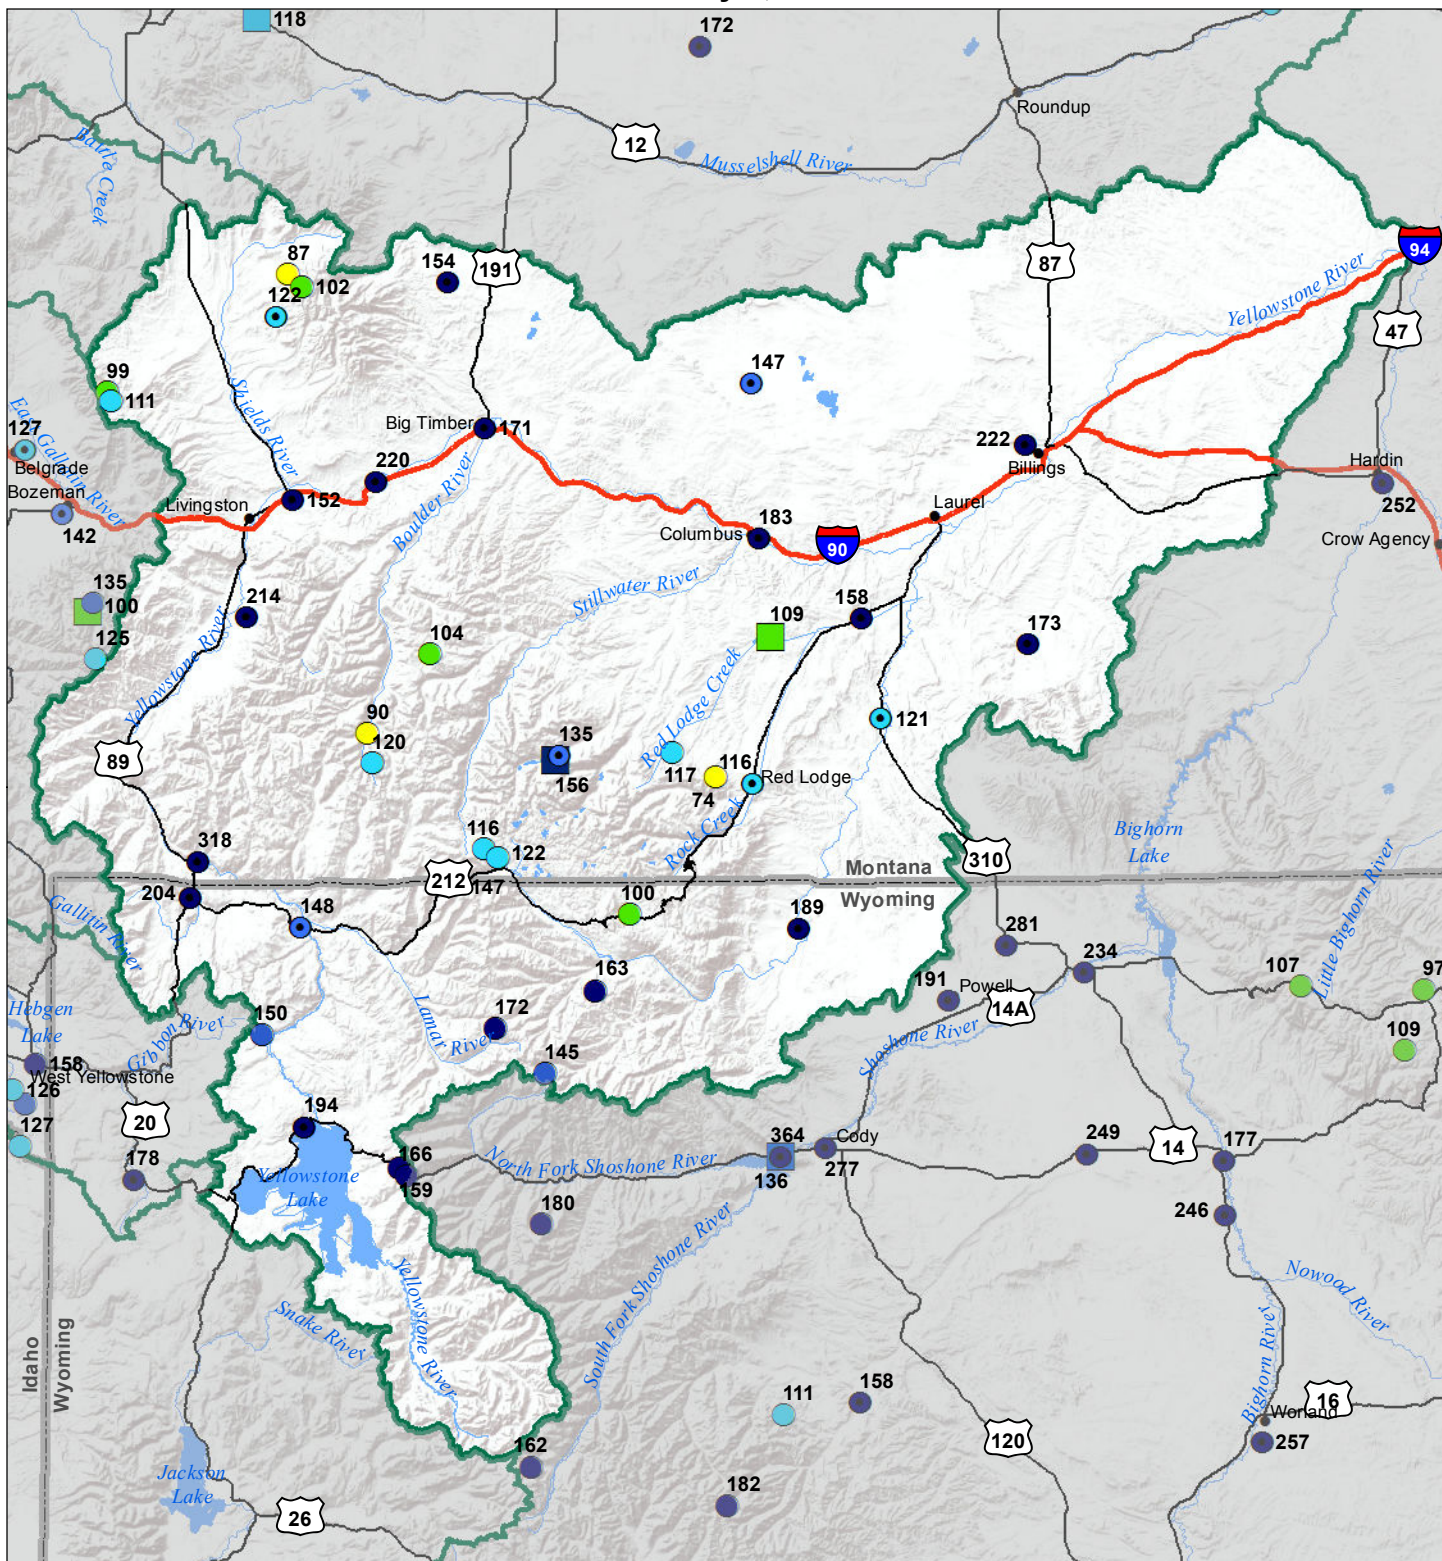 118
172
Roundup
12
Musselshell River
Battle Creek
94
87
102
122
154
191
87
Yellowstone River
47
99
111
Shields River
147
East Gallatin River
127
Belgrade
Bozeman
142
Big Timber
171
220
152
Livingston
Boulder River
222
Billings
Hardin
252
Laurel
183
Columbus
90
Crow Agency
Stillwater River
135
100
125
214
104
109
158
173
Yellowstone River
Red Lodge Creek
121
90
120
89
135
156
117
116
74
Red Lodge
Rock Creek
Bighorn
Lake
318
116
122
212
147
310
Montana
Wyoming
Little Bighorn River
204
Gallitin River
148
100
189
281
234
163
191
Powell
14A
107
97
109
Hebgen
Lake
Gibbon River
150
172
Lamar River
145
Shoshone River
158
West Yellowstone
126
127
20
178
194
166
159
Yellowstone
Lake
North Fork Shoshone River
364
136
Cody
277
249
14
177
246
180
South Fork Shoshone River
Yellowstone River
Snake River
Nowood River
Bighorn River
Idaho
Wyoming
111
158
16
Worland
257
120
162
182
Jackson
Lake
26